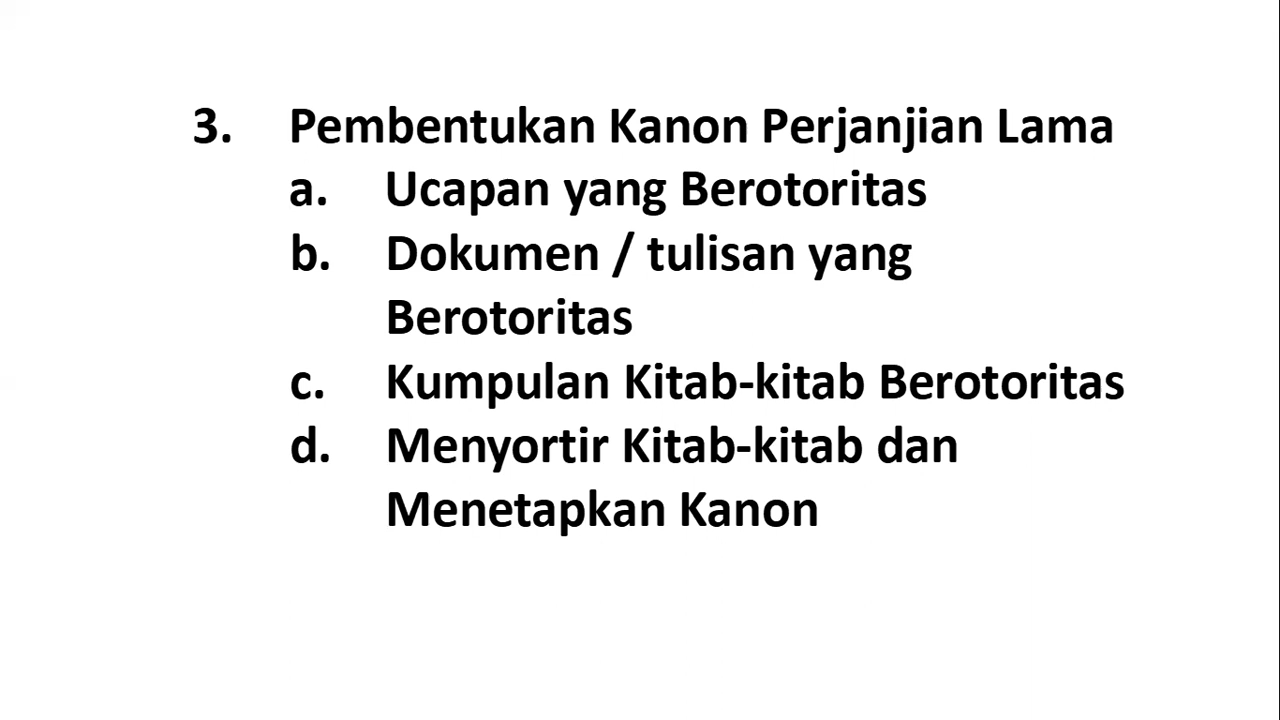 3. Pembentukan Kanon Perjanjian Lama
a. Ucapan yang Berotoritas
b. Dokumen / tulisan yang
Berotoritas
c. Kumpulan Kitab-kitab Berotoritas
d. Menyortir Kitab-kitab dan
Menetapkan Kanon